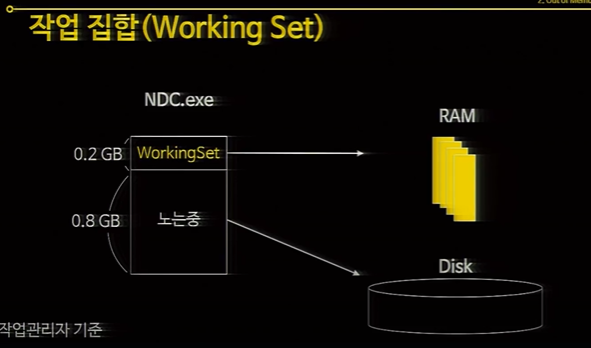 2. Out of Memo
작업 집합(Working Set)
NDC.exe
RAM
0.2 GB
WorkingSet
0.8 GB
노는중
Disk
작업관리자 기준